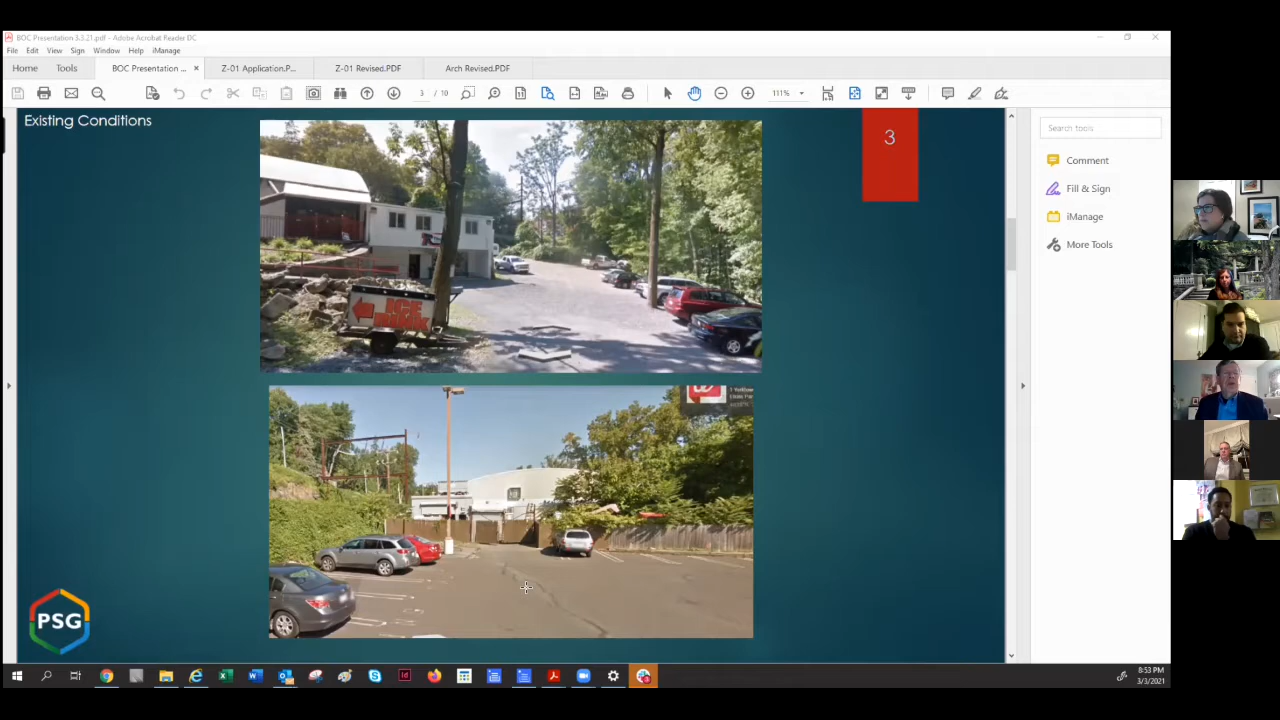 BOC Presentation 3.3.21.pdf - Adobe Acrobat Reader DC
File Edit View Sign Window Help iManage
Home Tools BOC Presentation ... × Z-01 Application.P... Z-01 Revised.PDF Arch Revised.PDF
3 / 10 111%
Existing Conditions
3
Search tools
Comment
Fill & Sign
iManage
More Tools
ICE
RINK
PSG
8:53 PM
3/3/2021